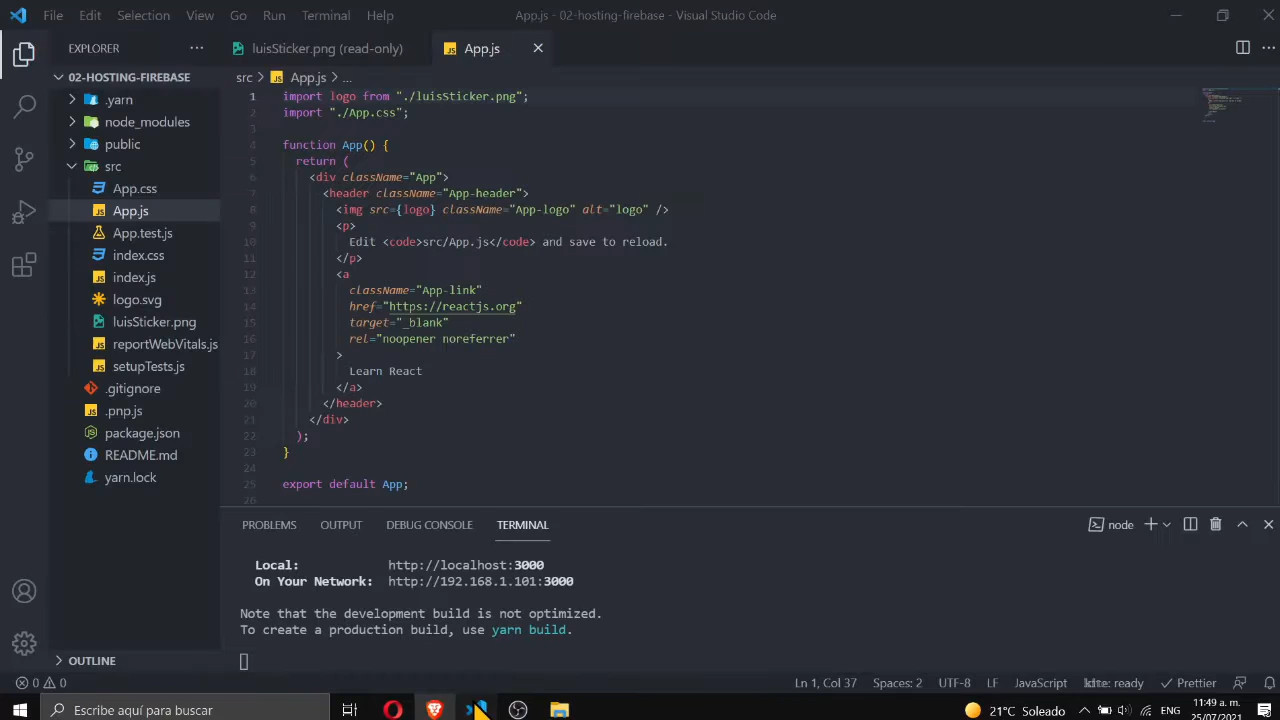 File Edit Selection View Go Run Terminal Help App.js - 02-hosting-firebase - Visual Studio Code
EXPLORER
luisSticker.png (read-only)
App.js
02-HOSTING-FIREBASE
.yarn
node_modules
public
src
App.css
App.js
App.test.js
index.css
index.js
logo.svg
luisSticker.png
reportWebVitals.js
setupTests.js
.gitignore
.pnp.js
package.json
README.md
yarn.lock
OUTLINE
src > App.js > ...
1 import logo from "./luisSticker.png";
2 import "./App.css";
3
4 function App() {
5 return (
6 <div className="App">
7 <header className="App-header">
8 <img src={logo} className="App-logo" alt="logo" />
9 <p>
10 Edit <code>src/App.js</code> and save to reload.
11 </p>
12 <a
13 className="App-link"
14 href="https://reactjs.org"
15 target="_blank"
16 rel="noopener noreferrer"
17 >
18 Learn React
19 </a>
20 </header>
21 </div>
22 );
23 }
24
25 export default App;
26
PROBLEMS OUTPUT DEBUG CONSOLE TERMINAL node
Local: http://localhost:3000
On Your Network: http://192.168.1.101:3000
Note that the development build is not optimized.
To create a production build, use yarn build.
0 0 Ln 1, Col 37 Spaces: 2 UTF-8 LF JavaScript kite: ready Prettier
Escribe aquí para buscar 21°C Soleado ENG 11:49 a. m.
25/07/2021